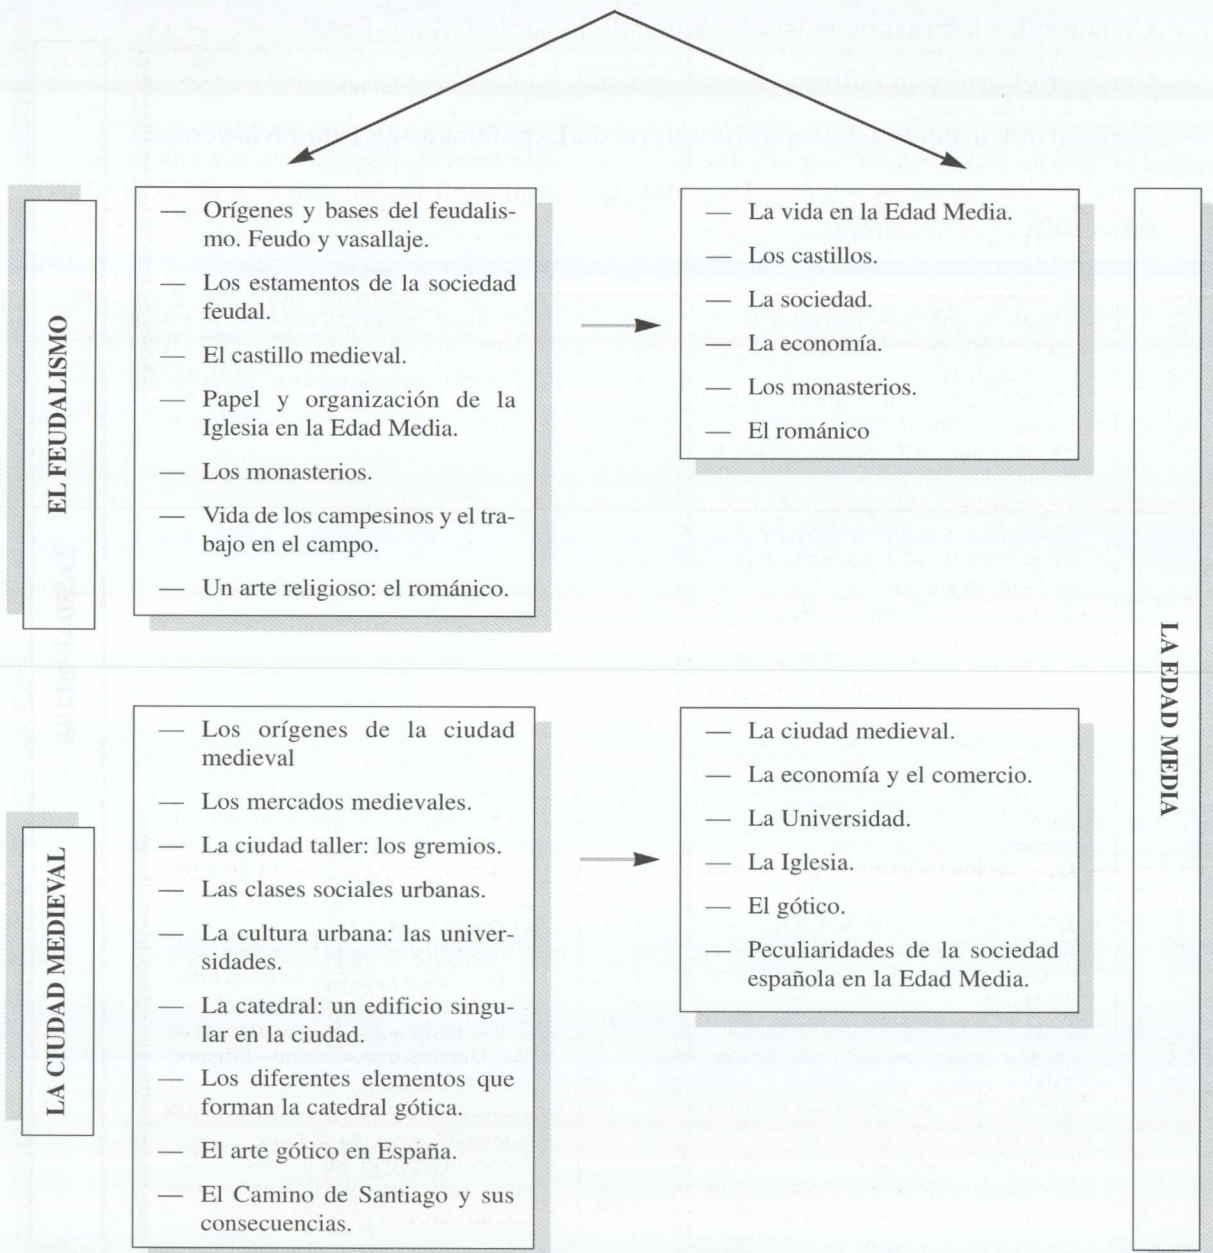 EL FEUDALISMO
— Orígenes y bases del feudalis-
mo. Feudo y vasallaje.
— Los estamentos de la sociedad
feudal.
— El castillo medieval.
— Papel y organización de la
Iglesia en la Edad Media.
— Los monasterios.
— Vida de los campesinos y el tra-
bajo en el campo.
— Un arte religioso: el románico.
— La vida en la Edad Media.
— Los castillos.
— La sociedad.
— La economía.
— Los monasterios.
— El románico
LA EDAD MEDIA
LA CIUDAD MEDIEVAL
— Los orígenes de la ciudad
medieval
— Los mercados medievales.
— La ciudad taller: los gremios.
— Las clases sociales urbanas.
— La cultura urbana: las univer-
sidades.
— La catedral: un edificio singu-
lar en la ciudad.
— Los diferentes elementos que
forman la catedral gótica.
— El arte gótico en España.
— El Camino de Santiago y sus
consecuencias.
— La ciudad medieval.
— La economía y el comercio.
— La Universidad.
— La Iglesia.
— El gótico.
— Peculiaridades de la sociedad
española en la Edad Media.